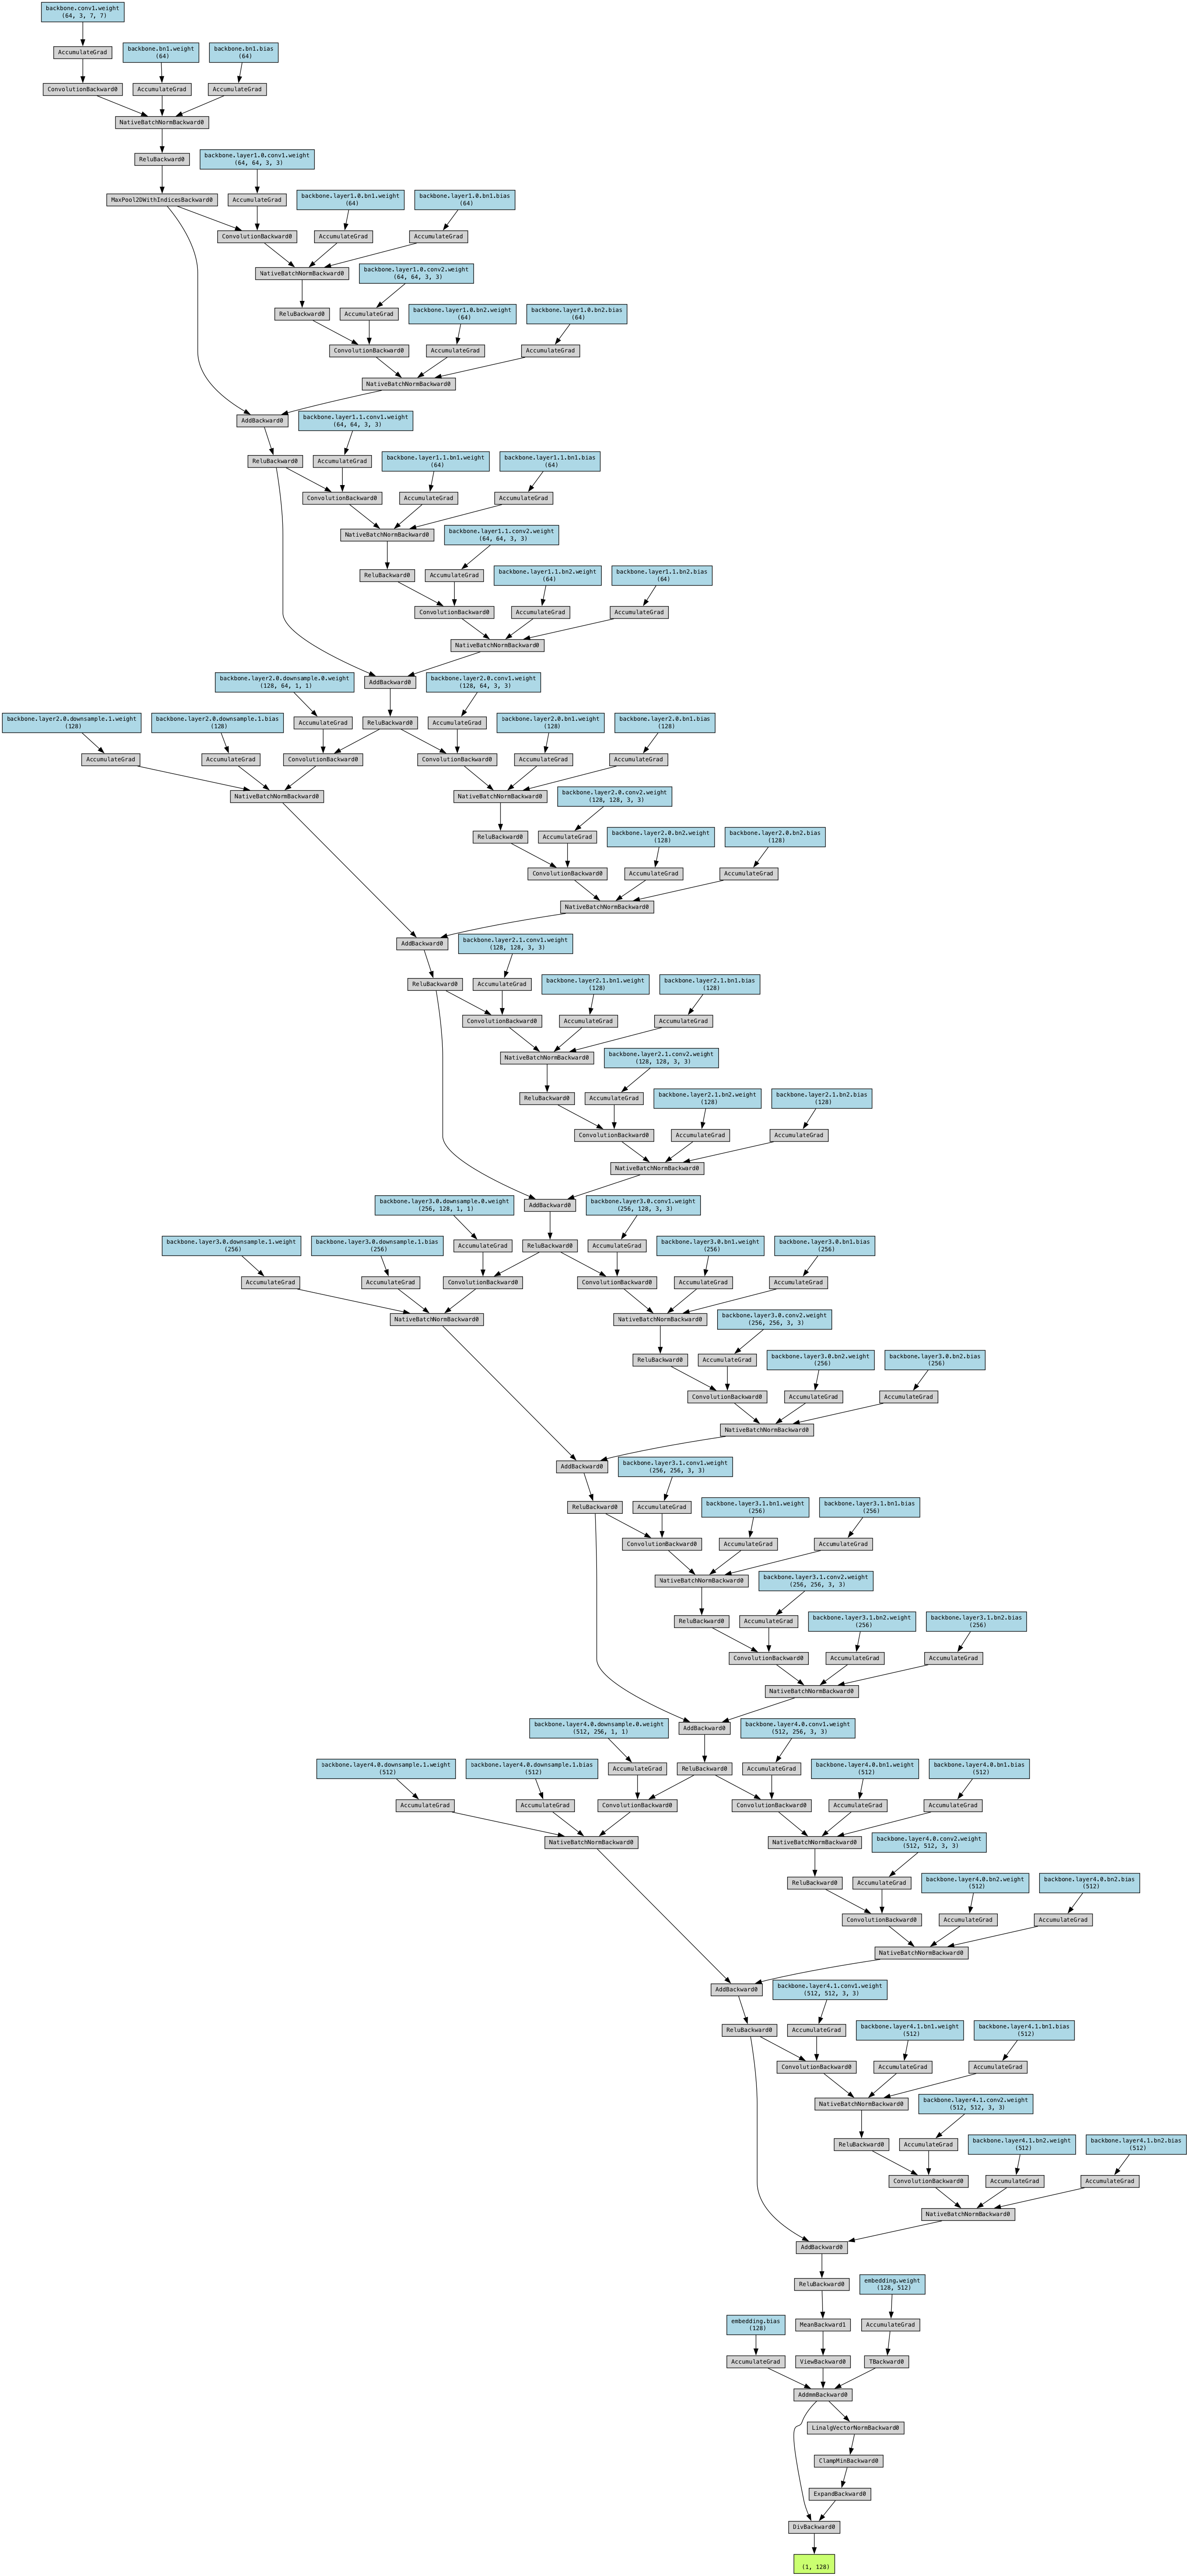 backbone.conv1.weight
(64, 3, 7, 7)
AccumulateGrad
backbone.bn1.weight
(64)
backbone.bn1.bias
(64)
ConvolutionBackward0
AccumulateGrad
AccumulateGrad
NativeBatchNormBackward0
ReluBackward0
backbone.layer1.0.conv1.weight
(64, 64, 3, 3)
MaxPool2DWithIndicesBackward0
AccumulateGrad
backbone.layer1.0.bn1.weight
(64)
backbone.layer1.0.bn1.bias
(64)
ConvolutionBackward0
AccumulateGrad
AccumulateGrad
NativeBatchNormBackward0
backbone.layer1.0.conv2.weight
(64, 64, 3, 3)
ReluBackward0
AccumulateGrad
backbone.layer1.0.bn2.weight
(64)
backbone.layer1.0.bn2.bias
(64)
ConvolutionBackward0
AccumulateGrad
AccumulateGrad
NativeBatchNormBackward0
AddBackward0
backbone.layer1.1.conv1.weight
(64, 64, 3, 3)
ReluBackward0
AccumulateGrad
backbone.layer1.1.bn1.weight
(64)
backbone.layer1.1.bn1.bias
(64)
ConvolutionBackward0
AccumulateGrad
AccumulateGrad
NativeBatchNormBackward0
backbone.layer1.1.conv2.weight
(64, 64, 3, 3)
ReluBackward0
AccumulateGrad
backbone.layer1.1.bn2.weight
(64)
backbone.layer1.1.bn2.bias
(64)
ConvolutionBackward0
AccumulateGrad
AccumulateGrad
NativeBatchNormBackward0
backbone.layer2.0.downsample.0.weight
(128, 64, 1, 1)
AddBackward0
backbone.layer2.0.conv1.weight
(128, 64, 3, 3)
backbone.layer2.0.downsample.1.weight
(128)
backbone.layer2.0.downsample.1.bias
(128)
AccumulateGrad
ReluBackward0
AccumulateGrad
backbone.layer2.0.bn1.weight
(128)
backbone.layer2.0.bn1.bias
(128)
AccumulateGrad
AccumulateGrad
ConvolutionBackward0
ConvolutionBackward0
AccumulateGrad
AccumulateGrad
NativeBatchNormBackward0
NativeBatchNormBackward0
backbone.layer2.0.conv2.weight
(128, 128, 3, 3)
ReluBackward0
AccumulateGrad
backbone.layer2.0.bn2.weight
(128)
backbone.layer2.0.bn2.bias
(128)
ConvolutionBackward0
AccumulateGrad
AccumulateGrad
NativeBatchNormBackward0
AddBackward0
backbone.layer2.1.conv1.weight
(128, 128, 3, 3)
ReluBackward0
AccumulateGrad
backbone.layer2.1.bn1.weight
(128)
backbone.layer2.1.bn1.bias
(128)
ConvolutionBackward0
AccumulateGrad
AccumulateGrad
NativeBatchNormBackward0
backbone.layer2.1.conv2.weight
(128, 128, 3, 3)
ReluBackward0
AccumulateGrad
backbone.layer2.1.bn2.weight
(128)
backbone.layer2.1.bn2.bias
(128)
ConvolutionBackward0
AccumulateGrad
AccumulateGrad
NativeBatchNormBackward0
backbone.layer3.0.downsample.0.weight
(256, 128, 1, 1)
AddBackward0
backbone.layer3.0.conv1.weight
(256, 128, 3, 3)
backbone.layer3.0.downsample.1.weight
(256)
backbone.layer3.0.downsample.1.bias
(256)
AccumulateGrad
ReluBackward0
AccumulateGrad
backbone.layer3.0.bn1.weight
(256)
backbone.layer3.0.bn1.bias
(256)
AccumulateGrad
AccumulateGrad
ConvolutionBackward0
ConvolutionBackward0
AccumulateGrad
AccumulateGrad
NativeBatchNormBackward0
NativeBatchNormBackward0
backbone.layer3.0.conv2.weight
(256, 256, 3, 3)
ReluBackward0
AccumulateGrad
backbone.layer3.0.bn2.weight
(256)
backbone.layer3.0.bn2.bias
(256)
ConvolutionBackward0
AccumulateGrad
AccumulateGrad
NativeBatchNormBackward0
AddBackward0
backbone.layer3.1.conv1.weight
(256, 256, 3, 3)
ReluBackward0
AccumulateGrad
backbone.layer3.1.bn1.weight
(256)
backbone.layer3.1.bn1.bias
(256)
ConvolutionBackward0
AccumulateGrad
AccumulateGrad
NativeBatchNormBackward0
backbone.layer3.1.conv2.weight
(256, 256, 3, 3)
ReluBackward0
AccumulateGrad
backbone.layer3.1.bn2.weight
(256)
backbone.layer3.1.bn2.bias
(256)
ConvolutionBackward0
AccumulateGrad
AccumulateGrad
NativeBatchNormBackward0
backbone.layer4.0.downsample.0.weight
(512, 256, 1, 1)
AddBackward0
backbone.layer4.0.conv1.weight
(512, 256, 3, 3)
backbone.layer4.0.downsample.1.weight
(512)
backbone.layer4.0.downsample.1.bias
(512)
AccumulateGrad
ReluBackward0
AccumulateGrad
backbone.layer4.0.bn1.weight
(512)
backbone.layer4.0.bn1.bias
(512)
AccumulateGrad
AccumulateGrad
ConvolutionBackward0
ConvolutionBackward0
AccumulateGrad
AccumulateGrad
NativeBatchNormBackward0
NativeBatchNormBackward0
backbone.layer4.0.conv2.weight
(512, 512, 3, 3)
ReluBackward0
AccumulateGrad
backbone.layer4.0.bn2.weight
(512)
backbone.layer4.0.bn2.bias
(512)
ConvolutionBackward0
AccumulateGrad
AccumulateGrad
NativeBatchNormBackward0
AddBackward0
backbone.layer4.1.conv1.weight
(512, 512, 3, 3)
ReluBackward0
AccumulateGrad
backbone.layer4.1.bn1.weight
(512)
backbone.layer4.1.bn1.bias
(512)
ConvolutionBackward0
AccumulateGrad
AccumulateGrad
NativeBatchNormBackward0
backbone.layer4.1.conv2.weight
(512, 512, 3, 3)
ReluBackward0
AccumulateGrad
backbone.layer4.1.bn2.weight
(512)
backbone.layer4.1.bn2.bias
(512)
ConvolutionBackward0
AccumulateGrad
AccumulateGrad
NativeBatchNormBackward0
AddBackward0
ReluBackward0
embedding.weight
(128, 512)
embedding.bias
(128)
MeanBackward1
AccumulateGrad
AccumulateGrad
ViewBackward0
TBackward0
AddmmBackward0
LinalgVectorNormBackward0
ClampMinBackward0
ExpandBackward0
DivBackward0
(1, 128)